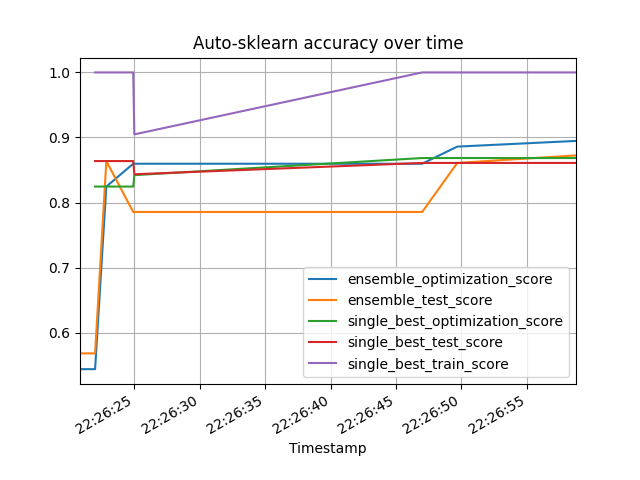 Auto-sklearn accuracy over time
1.0
0.9
0.8
0.7
0.6
ensemble_optimization_score
ensemble_test_score
single_best_optimization_score
single_best_test_score
single_best_train_score
22:26:25
22:26:30
22:26:35
22:26:40
22:26:45
22:26:50
22:26:55
Timestamp